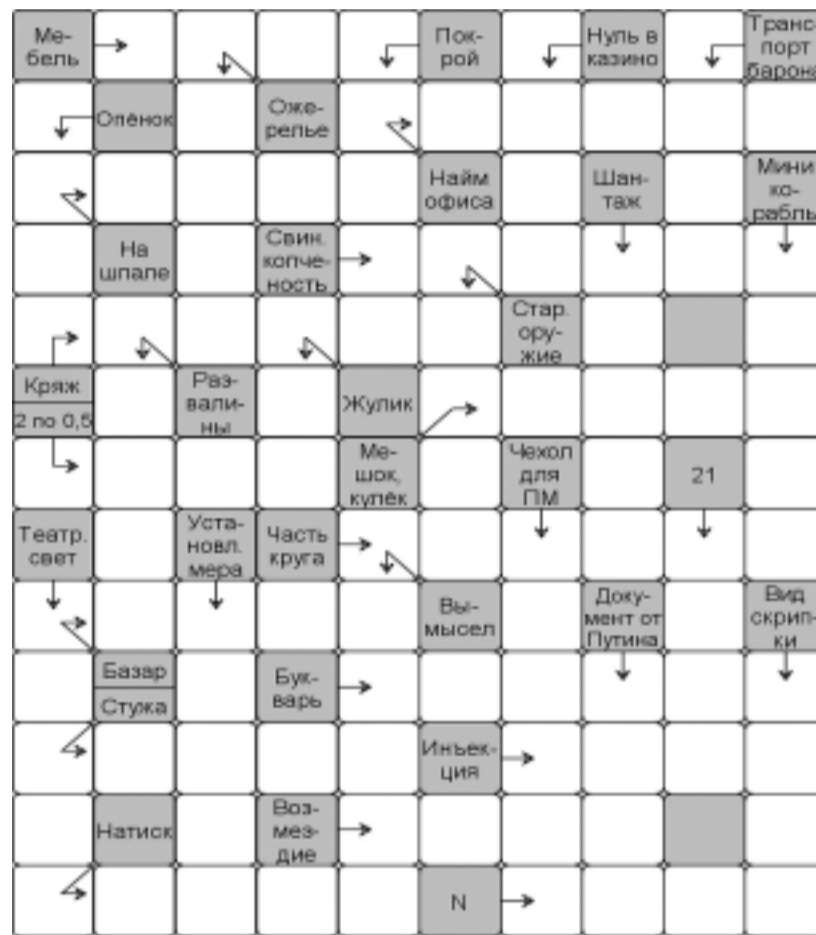 Ме-
бель
Пок-
рой
Нуль в
казино
Транс-
порт
барона
Опёнок
Оже-
релье
Найм
офиса
Шан-
таж
Мини
ко-
рабль
На
шпале
Свин.
копче-
ность
Стар.
ору-
жие
Кряж
2 по 0,5
Раз-
вали-
ны
Жулик
Ме-
шок,
кулёк
Чехол
для
ПМ
21
Театр.
свет
Уста-
новл.
мера
Часть
круга
Вы-
мысел
Доку-
мент от
Путина
Вид
скрип-
ки
Базар
Стужа
Бук-
варь
Инъек-
ция
Натиск
Воз-
мез-
дие
N